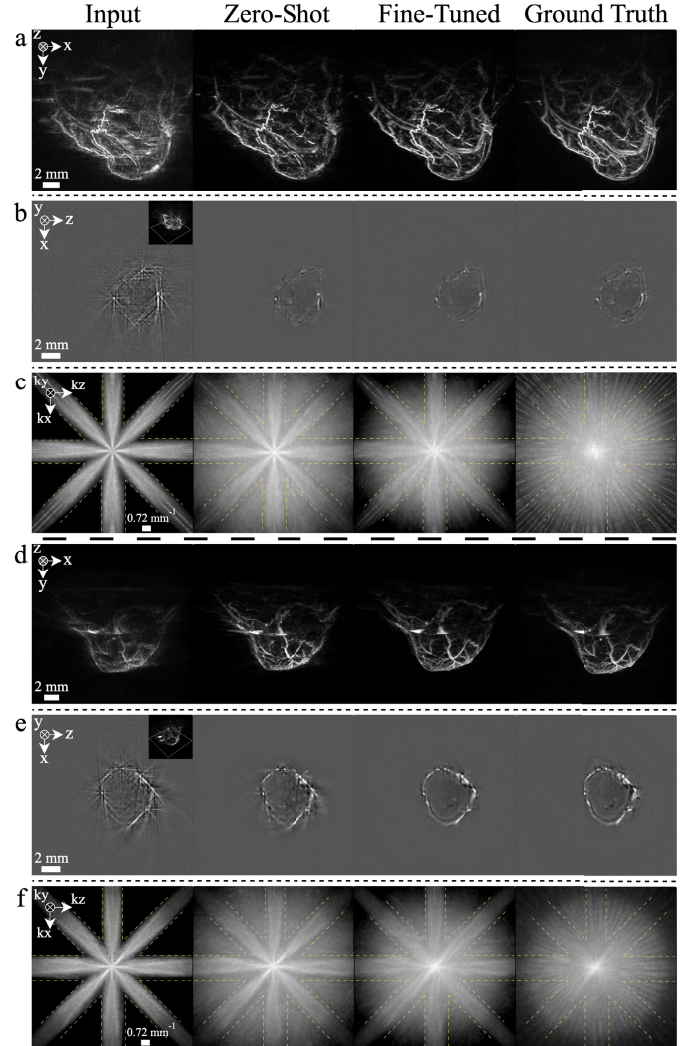 Input Zero-Shot Fine-Tuned Ground Truth
a
z
x
y
2 mm
b
y
z
x
2 mm
c
ky
kz
kx
0.72 mm⁻¹
d
z
x
y
2 mm
e
y
z
x
2 mm
f
ky
kz
kx
0.72 mm⁻¹